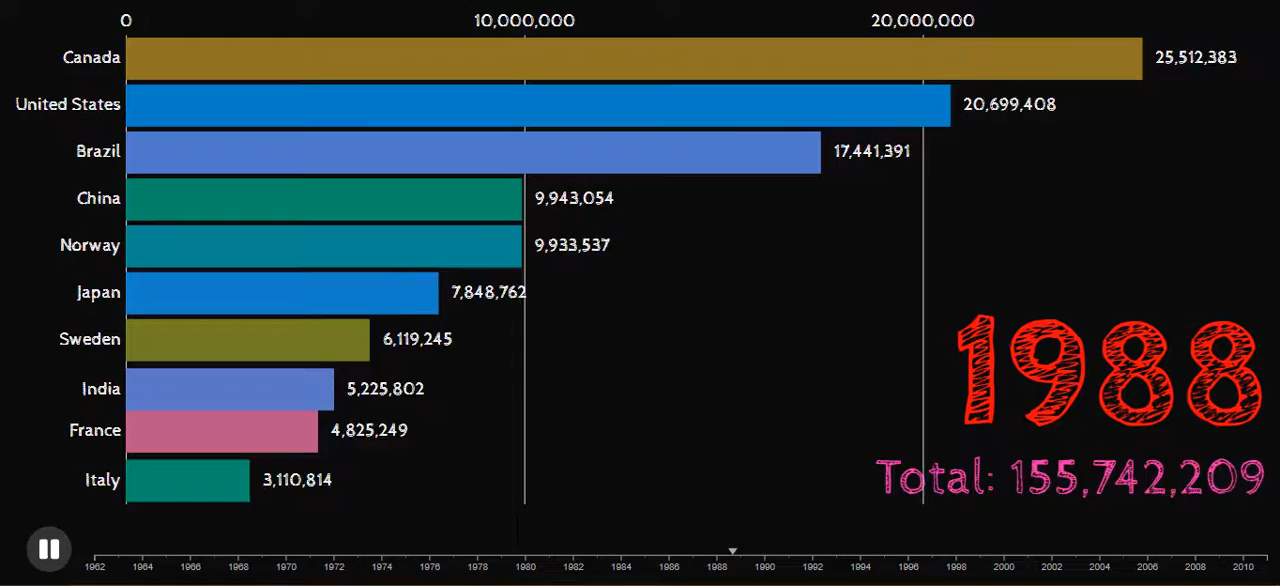 0 10,000,000 20,000,000
Canada 25,512,383
United States 20,699,408
Brazil 17,441,391
China 9,943,054
Norway 9,933,537
Japan 7,848,762
Sweden 6,119,245
India 5,225,802
France 4,825,249
Italy 3,110,814
1988
Total: 155,742,209
1962 1964 1966 1968 1970 1972 1974 1976 1978 1980 1982 1984 1986 1988 1990 1992 1994 1996 1998 2000 2002 2004 2006 2008 2010